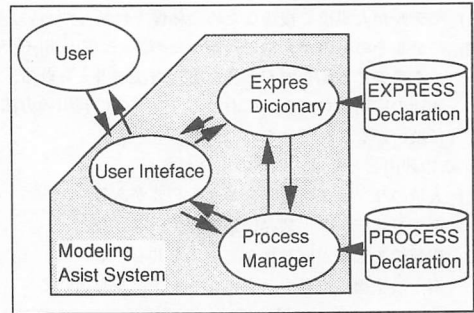 User
Expres
Dicionary
EXPRESS
Declaration
User Inteface
Process
Manager
PROCESS
Declaration
Modeling
Asist System